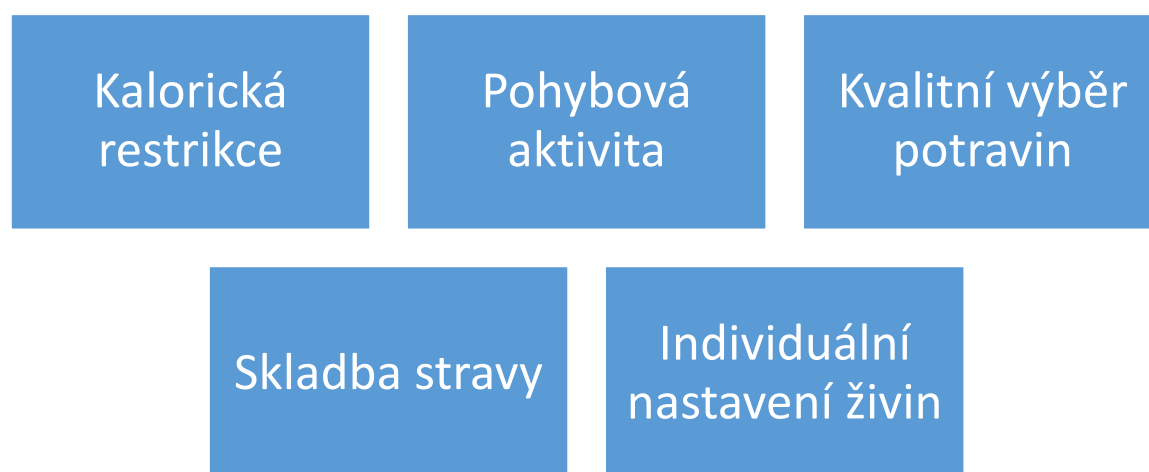 Kalorická
restrikce
Pohybová
aktivita
Kvalitní výběr
potravin
Skladba stravy
Individuální
nastavení živin